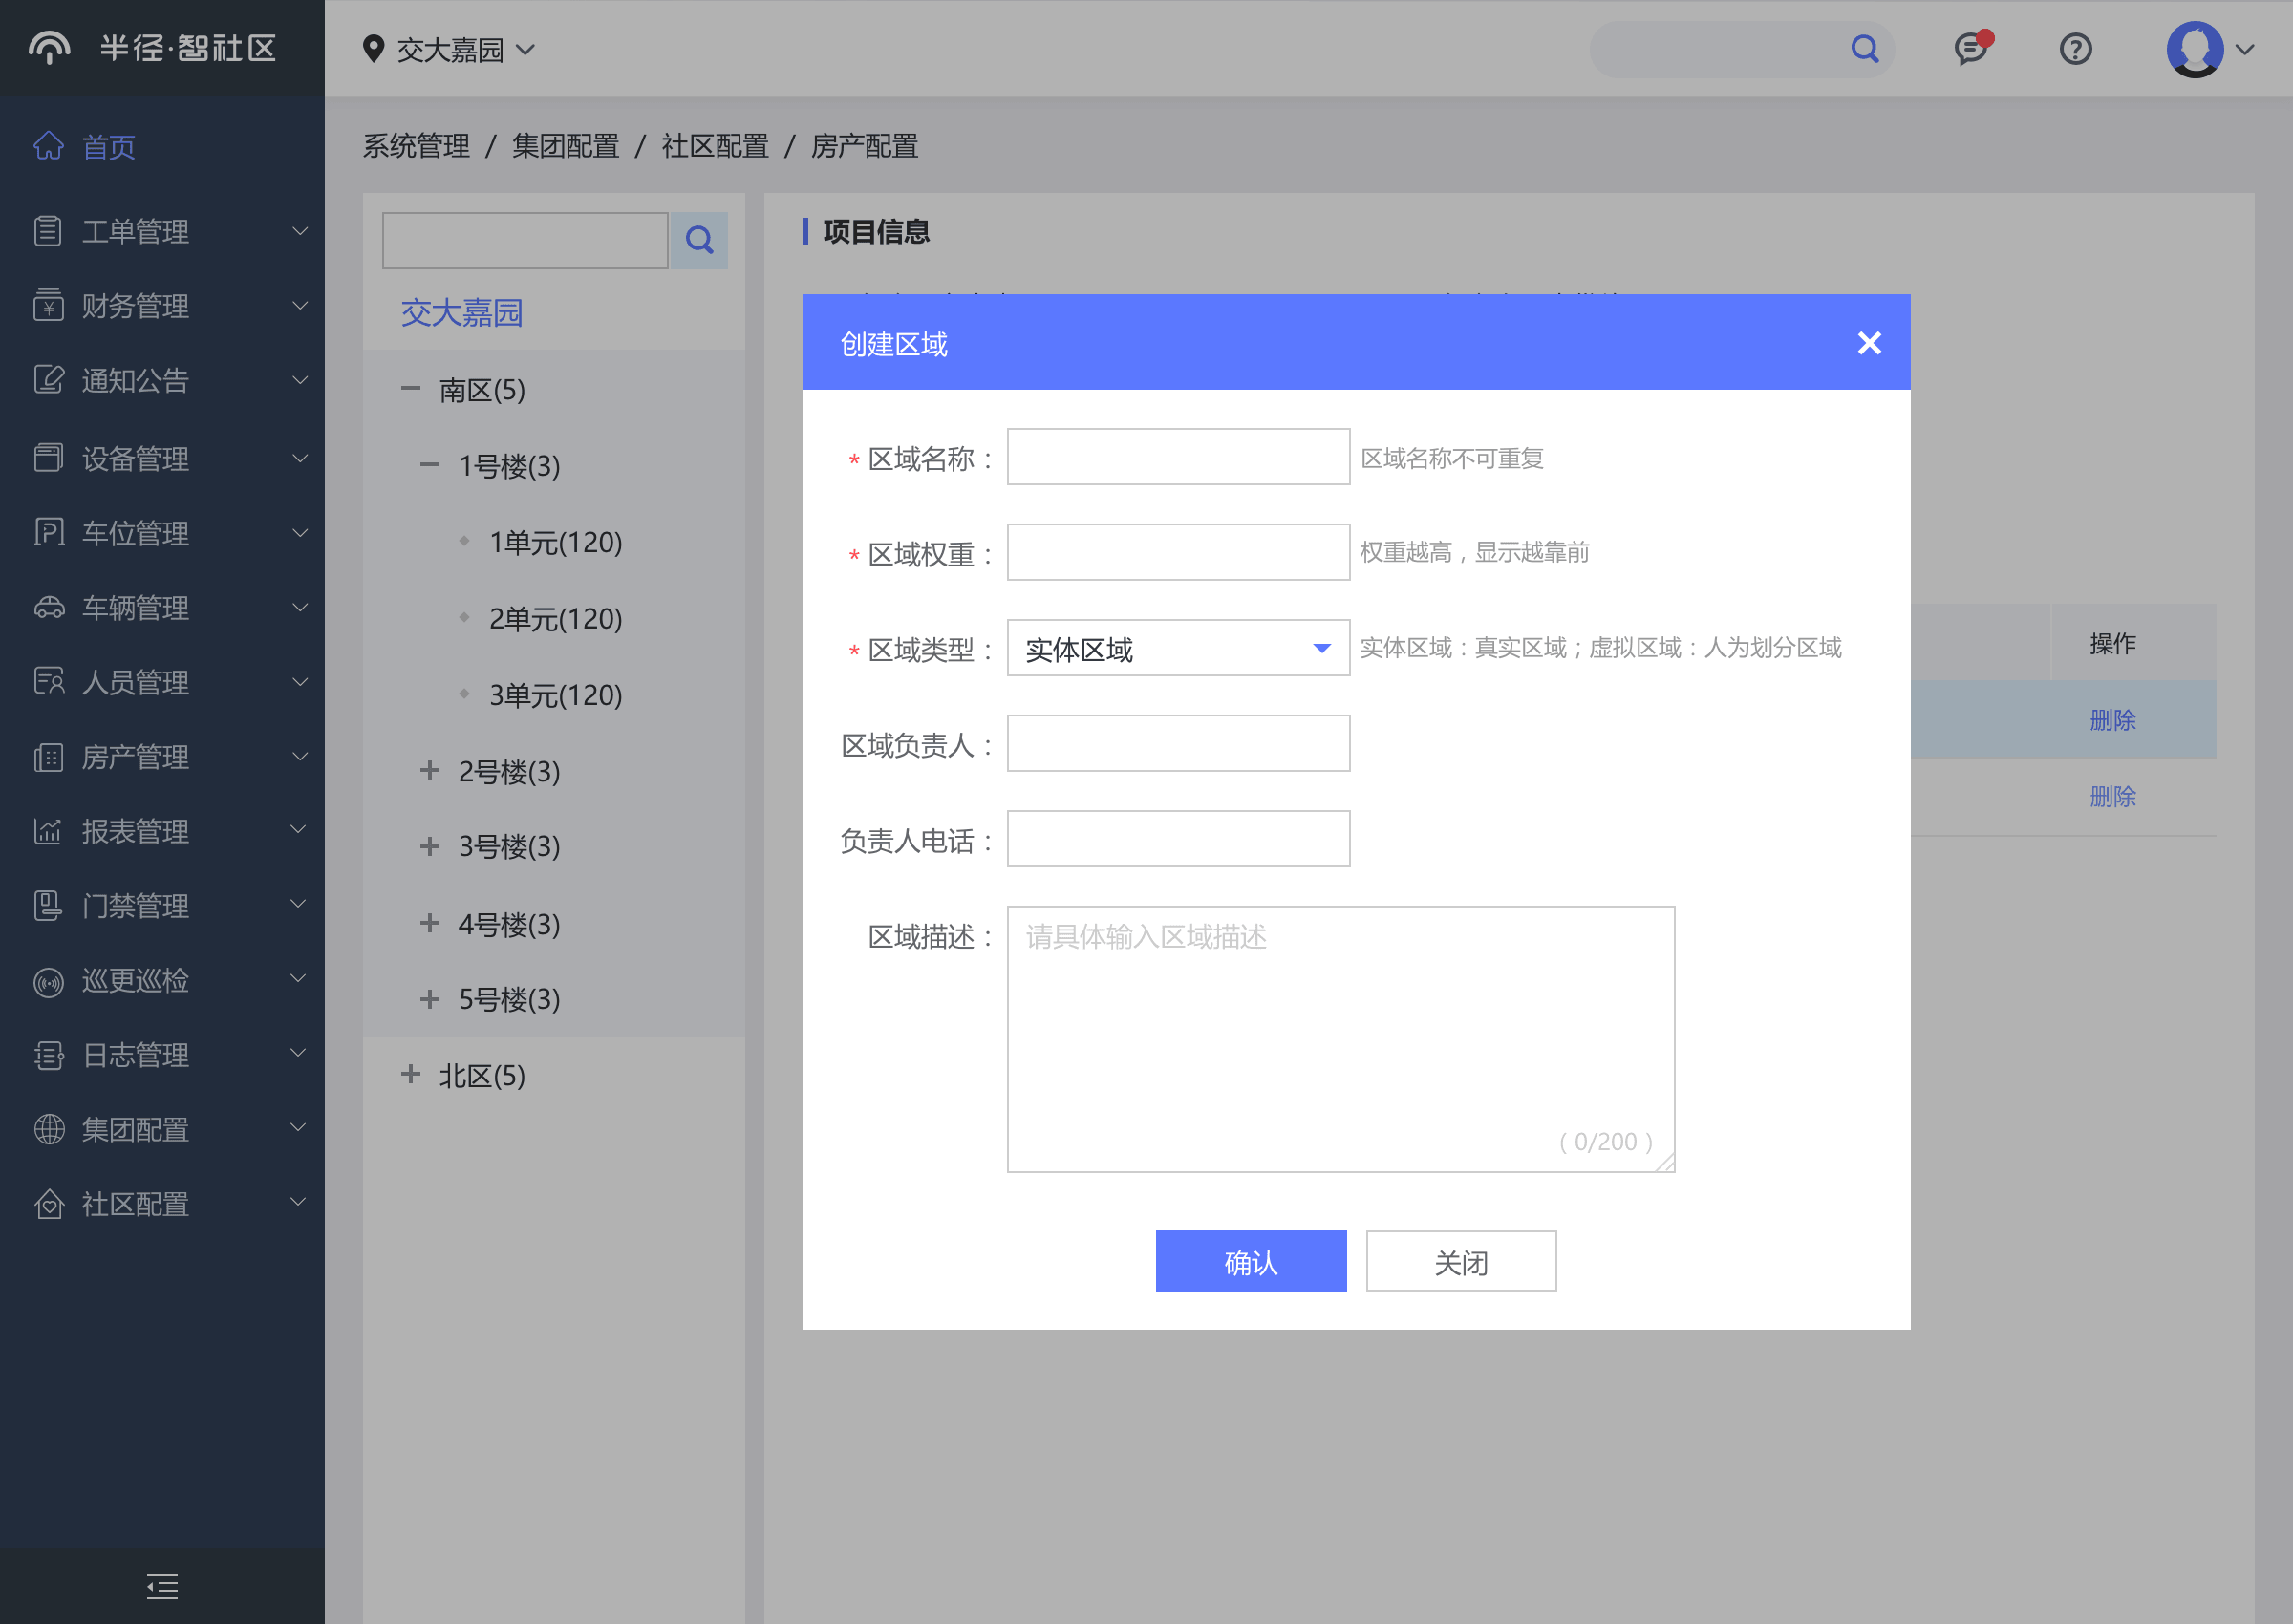 半径·智社区
交大嘉园
首页
工单管理
财务管理
通知公告
设备管理
车位管理
车辆管理
人员管理
房产管理
报表管理
门禁管理
巡更巡检
日志管理
集团配置
社区配置
系统管理 / 集团配置 / 社区配置 / 房产配置
交大嘉园
南区(5)
1号楼(3)
1单元(120)
2单元(120)
3单元(120)
2号楼(3)
3号楼(3)
4号楼(3)
5号楼(3)
北区(5)
项目信息
操作
删除
删除
创建区域
* 区域名称：
区域名称不可重复
* 区域权重：
权重越高，显示越靠前
* 区域类型：
实体区域
实体区域：真实区域；虚拟区域：人为划分区域
区域负责人：
负责人电话：
区域描述：
请具体输入区域描述
（0/200）
确认
关闭